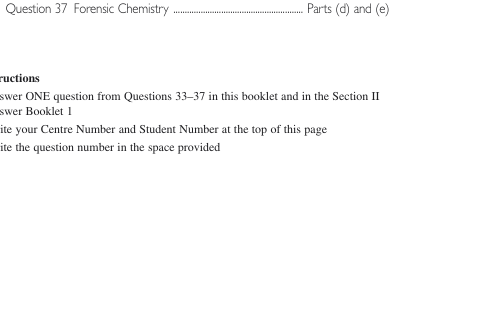 Question 37 Forensic Chemistry ........................................................ Parts (d) and (e)
ructions
swer ONE question from Questions 33–37 in this booklet and in the Section II
swer Booklet 1
ite your Centre Number and Student Number at the top of this page
ite the question number in the space provided